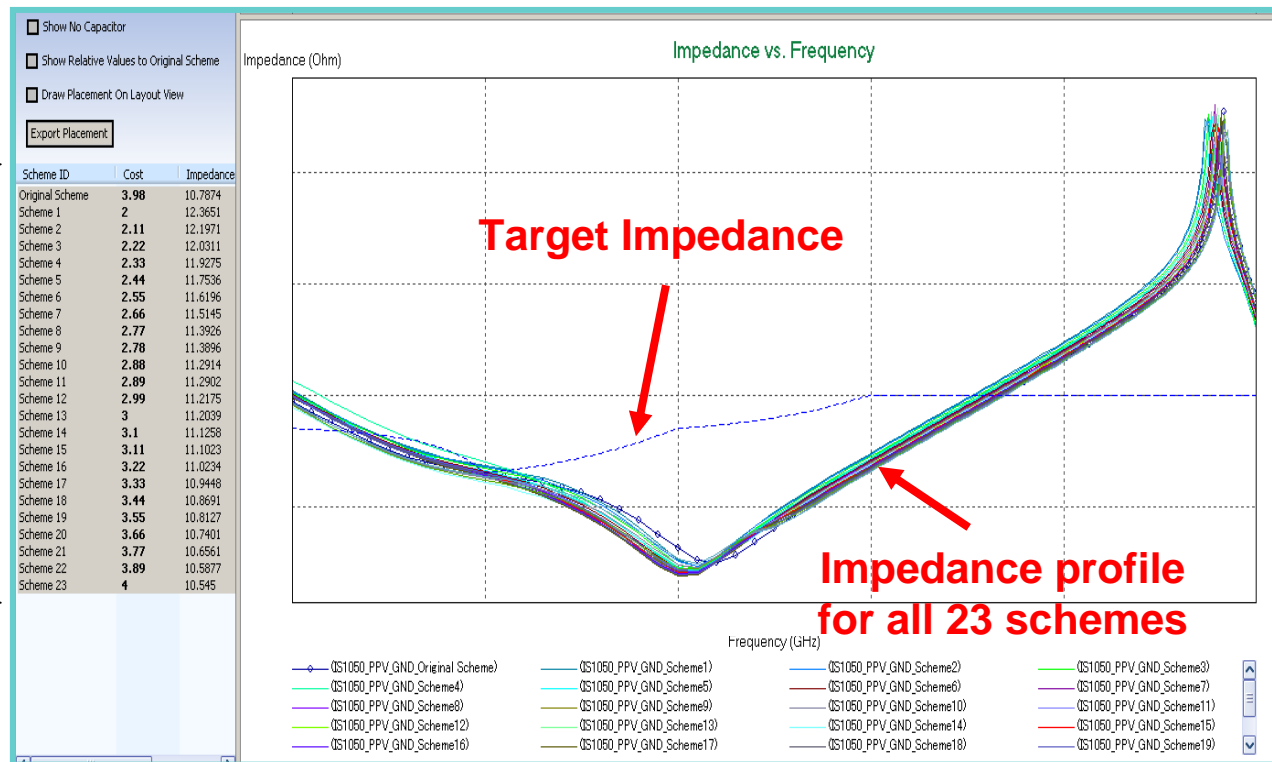 Show No Capacitor
Show Relative Values to Original Scheme
Draw Placement On Layout View
Export Placement
Scheme ID Cost Impedance
Original Scheme 3.98 10.7874
Scheme 1 2 12.3651
Scheme 2 2.11 12.1971
Scheme 3 2.22 12.0311
Scheme 4 2.33 11.9275
Scheme 5 2.44 11.7536
Scheme 6 2.55 11.6196
Scheme 7 2.66 11.5145
Scheme 8 2.77 11.3926
Scheme 9 2.78 11.3896
Scheme 10 2.88 11.2914
Scheme 11 2.89 11.2902
Scheme 12 2.99 11.2175
Scheme 13 3 11.2039
Scheme 14 3.1 11.1258
Scheme 15 3.11 11.1023
Scheme 16 3.22 11.0234
Scheme 17 3.33 10.9448
Scheme 18 3.44 10.8691
Scheme 19 3.55 10.8127
Scheme 20 3.66 10.7401
Scheme 21 3.77 10.6561
Scheme 22 3.89 10.5877
Scheme 23 4 10.545
Impedance vs. Frequency
Impedance (Ohm)
Target Impedance
Impedance profile
for all 23 schemes
Frequency (GHz)
(IS1050_PPV_GND_Original Scheme) (IS1050_PPV_GND_Scheme1) (IS1050_PPV_GND_Scheme2) (IS1050_PPV_GND_Scheme3)
(IS1050_PPV_GND_Scheme4) (IS1050_PPV_GND_Scheme5) (IS1050_PPV_GND_Scheme6) (IS1050_PPV_GND_Scheme7)
(IS1050_PPV_GND_Scheme8) (IS1050_PPV_GND_Scheme9) (IS1050_PPV_GND_Scheme10) (IS1050_PPV_GND_Scheme11)
(IS1050_PPV_GND_Scheme12) (IS1050_PPV_GND_Scheme13) (IS1050_PPV_GND_Scheme14) (IS1050_PPV_GND_Scheme15)
(IS1050_PPV_GND_Scheme16) (IS1050_PPV_GND_Scheme17) (IS1050_PPV_GND_Scheme18) (IS1050_PPV_GND_Scheme19)